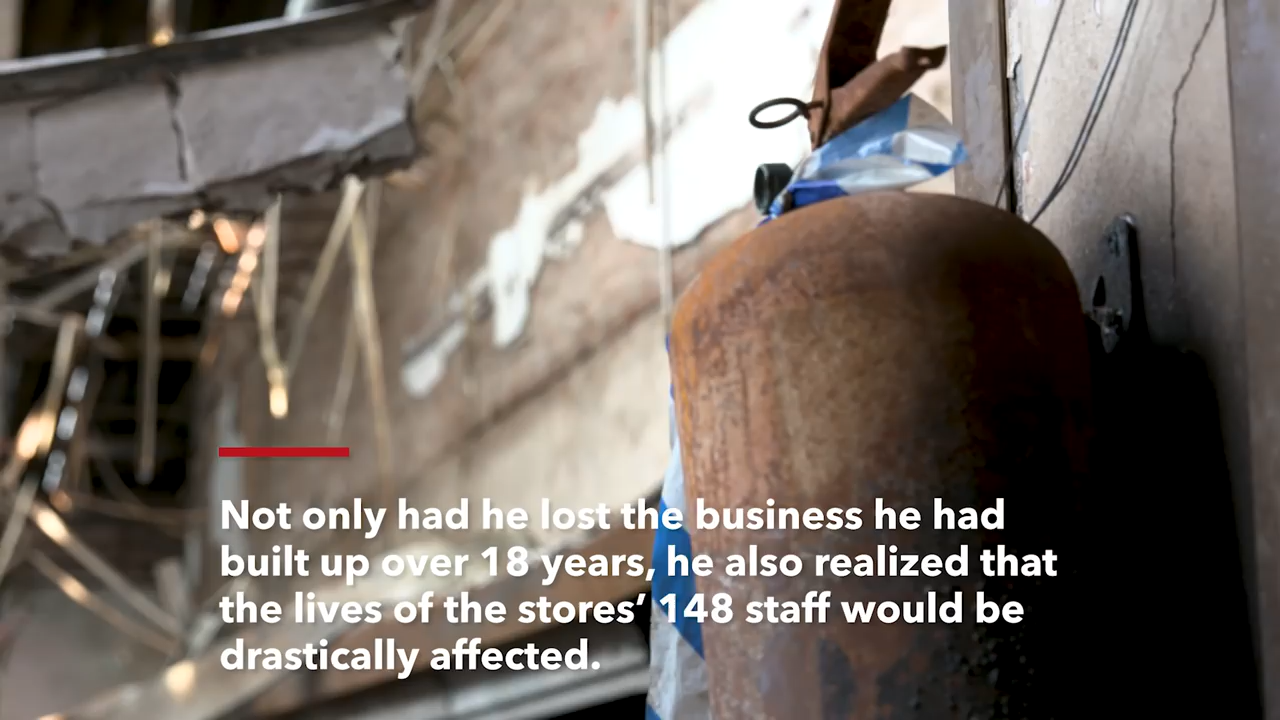 Not only had he lost the business he had
built up over 18 years, he also realized that
the lives of the stores’ 148 staff would be
drastically affected.